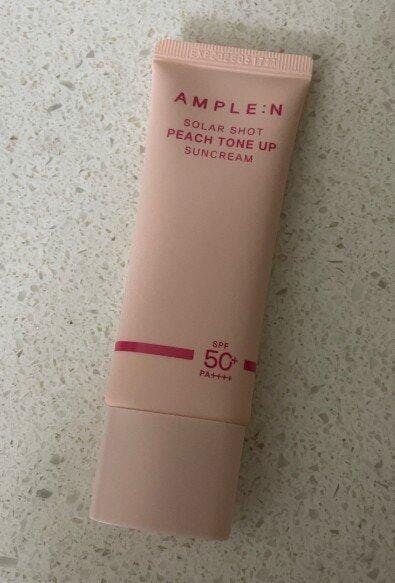 AMPLE:N
SOLAR SHOT
PEACH TONE UP
SUNCREAM
SPF
50+
PA++++